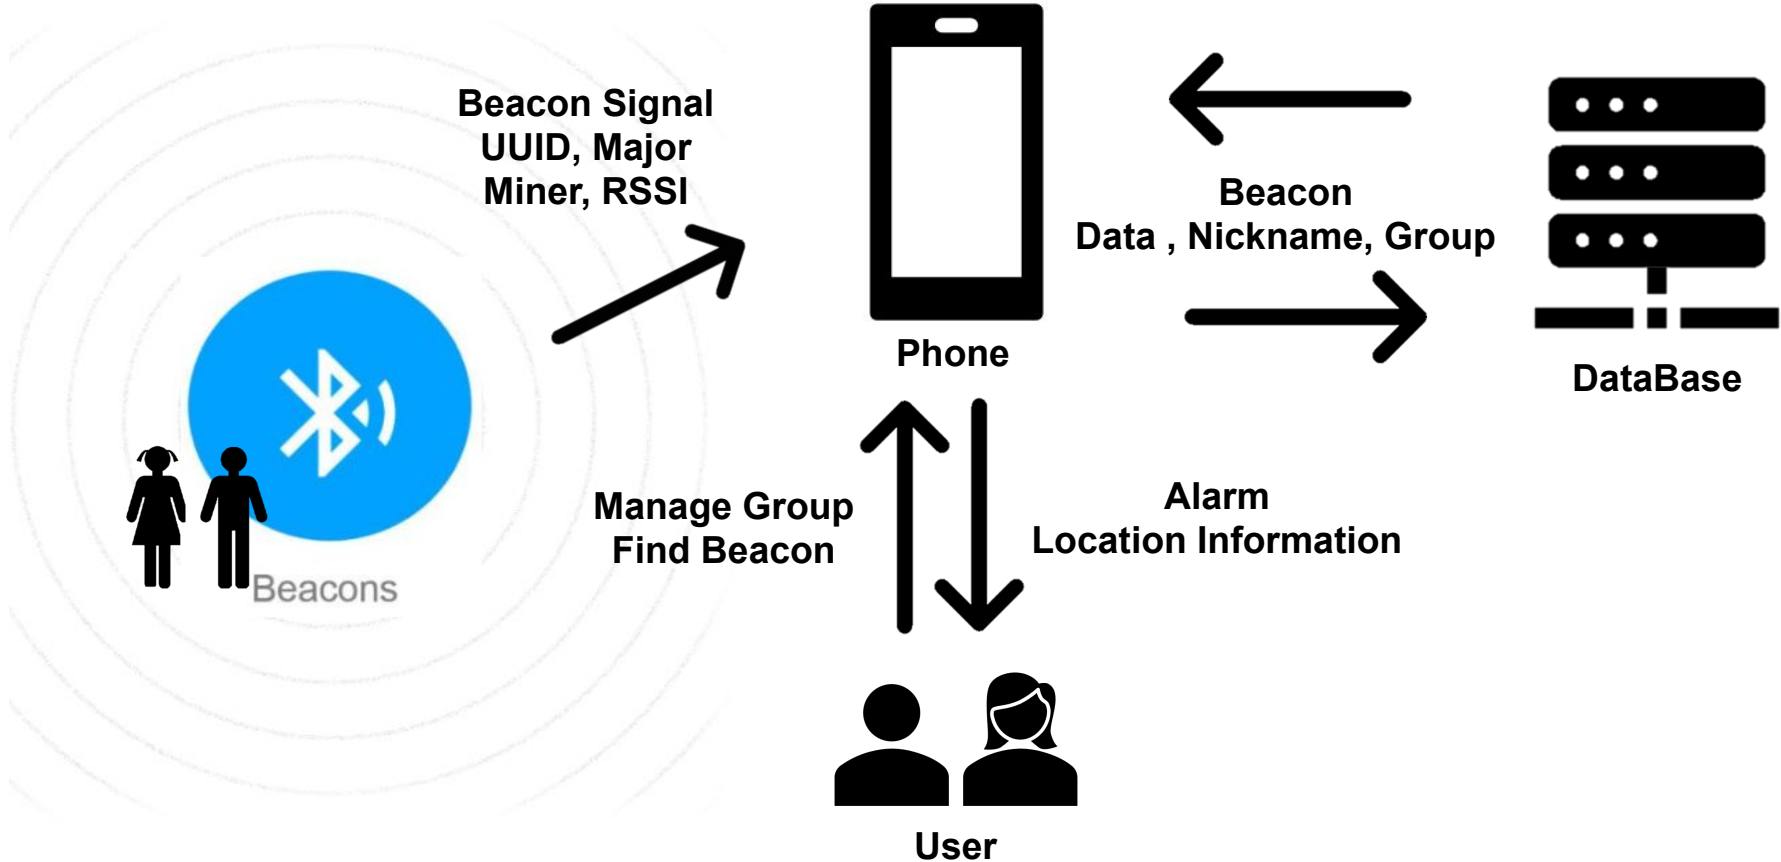 Beacon Signal
UUID, Major
Miner, RSSI
Beacon
Data , Nickname, Group
Phone
DataBase
Manage Group
Find Beacon
Alarm
Location Information
Beacons
User